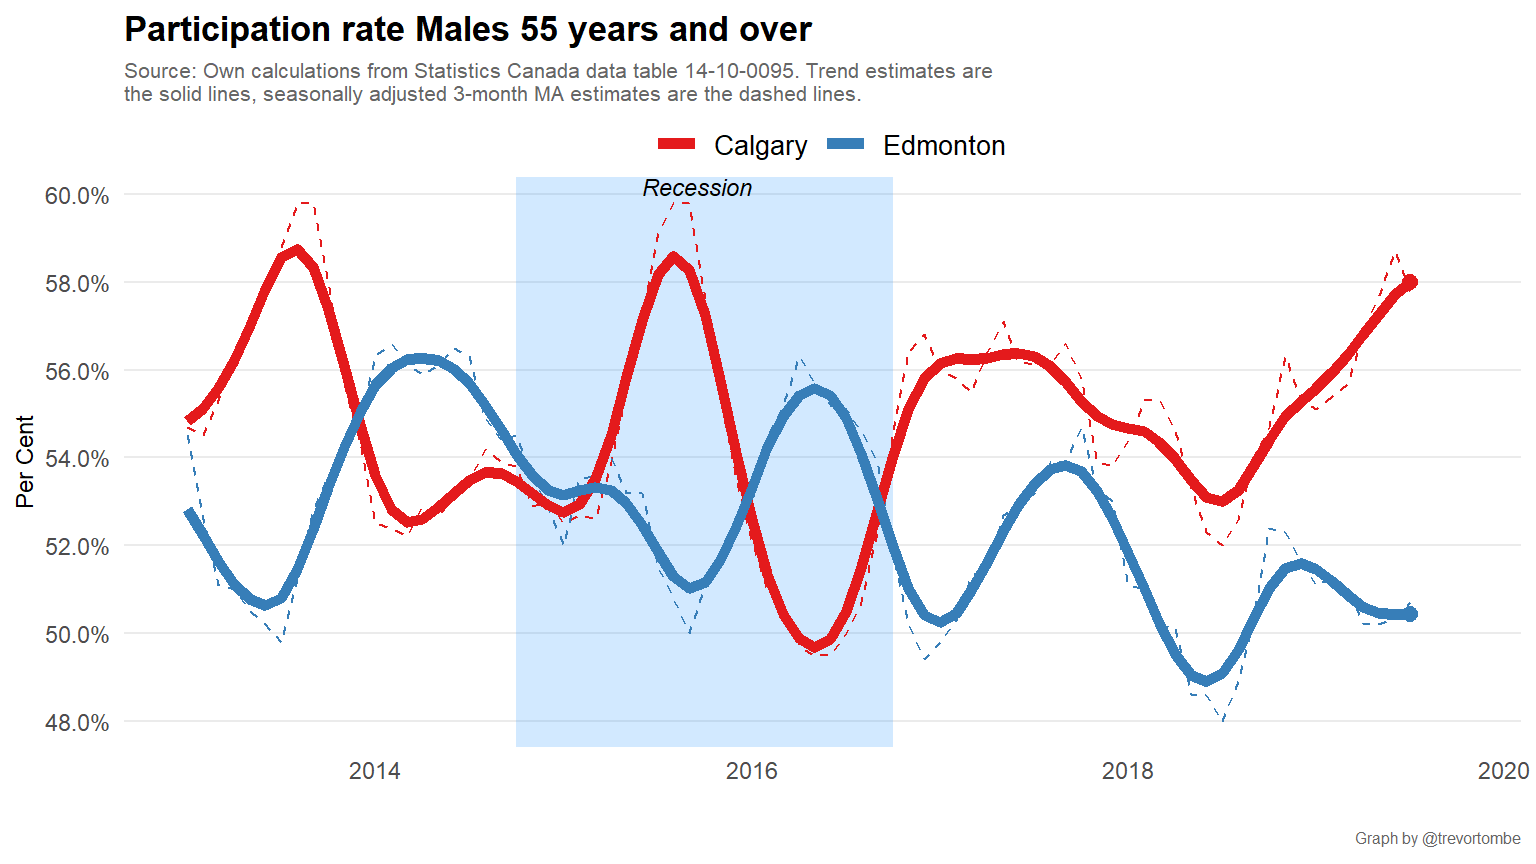 Participation rate Males 55 years and over
Source: Own calculations from Statistics Canada data table 14-10-0095. Trend estimates are
the solid lines, seasonally adjusted 3-month MA estimates are the dashed lines.
Calgary Edmonton
Recession
60.0%
58.0%
56.0%
54.0%
52.0%
50.0%
48.0%
Per Cent
2014 2016 2018 2020
Graph by @trevortombe